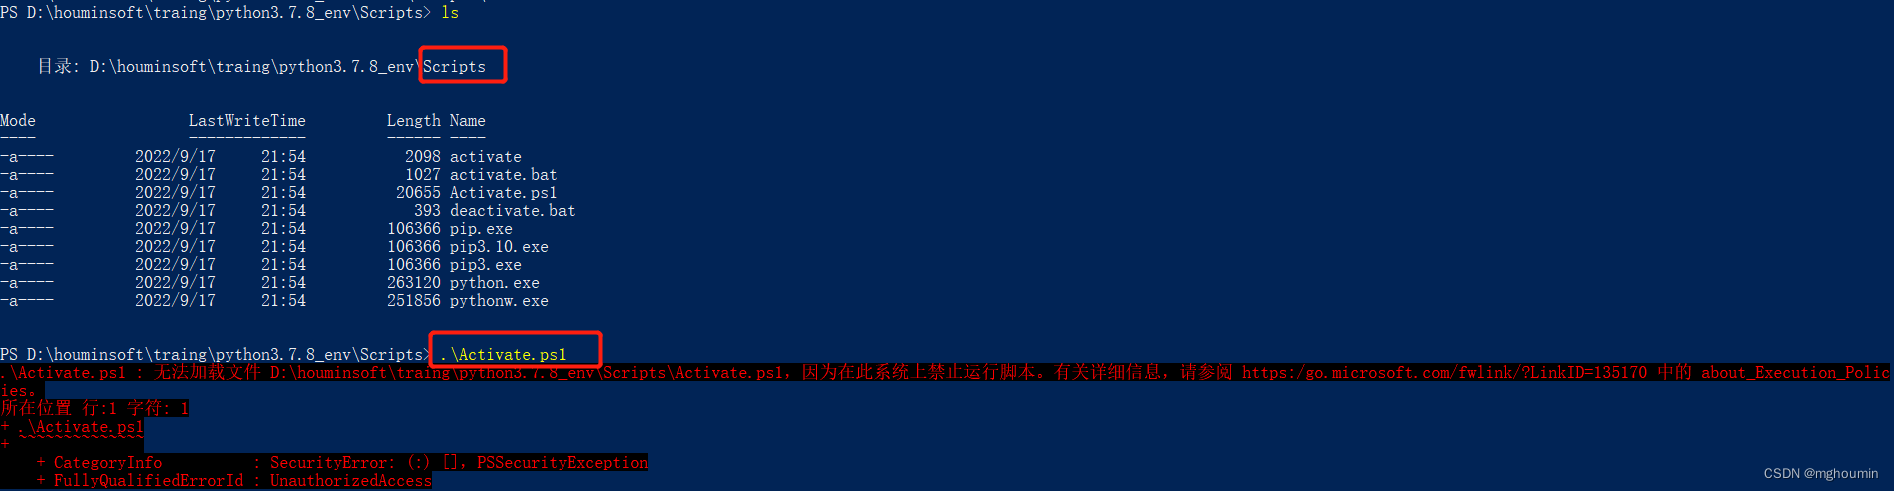 PS D:\houminsoft\traing\python3.7.8_env\Scripts> ls
目录: D:\houminsoft\traing\python3.7.8_env\Scripts
Mode LastWriteTime Length Name
---- ------------- ------ ----
-a---- 2022/9/17 21:54 2098 activate
-a---- 2022/9/17 21:54 1027 activate.bat
-a---- 2022/9/17 21:54 20655 Activate.ps1
-a---- 2022/9/17 21:54 393 deactivate.bat
-a---- 2022/9/17 21:54 106366 pip.exe
-a---- 2022/9/17 21:54 106366 pip3.10.exe
-a---- 2022/9/17 21:54 106366 pip3.exe
-a---- 2022/9/17 21:54 263120 python.exe
-a---- 2022/9/17 21:54 251856 pythonw.exe
PS D:\houminsoft\traing\python3.7.8_env\Scripts> .\Activate.ps1
.\Activate.ps1 : 无法加载文件 D:\houminsoft\traing\python3.7.8_env\Scripts\Activate.ps1，因为在此系统上禁止运行脚本。有关详细信息，请参阅 https:/go.microsoft.com/fwlink/?LinkID=135170 中的 about_Execution_Polic
ies。
所在位置 行:1 字符: 1
+ .\Activate.ps1
+ ~~~~~~~~~~~~~~
+ CategoryInfo : SecurityError: (:) [], PSSecurityException
+ FullyQualifiedErrorId : UnauthorizedAccess
CSDN @mghoumin